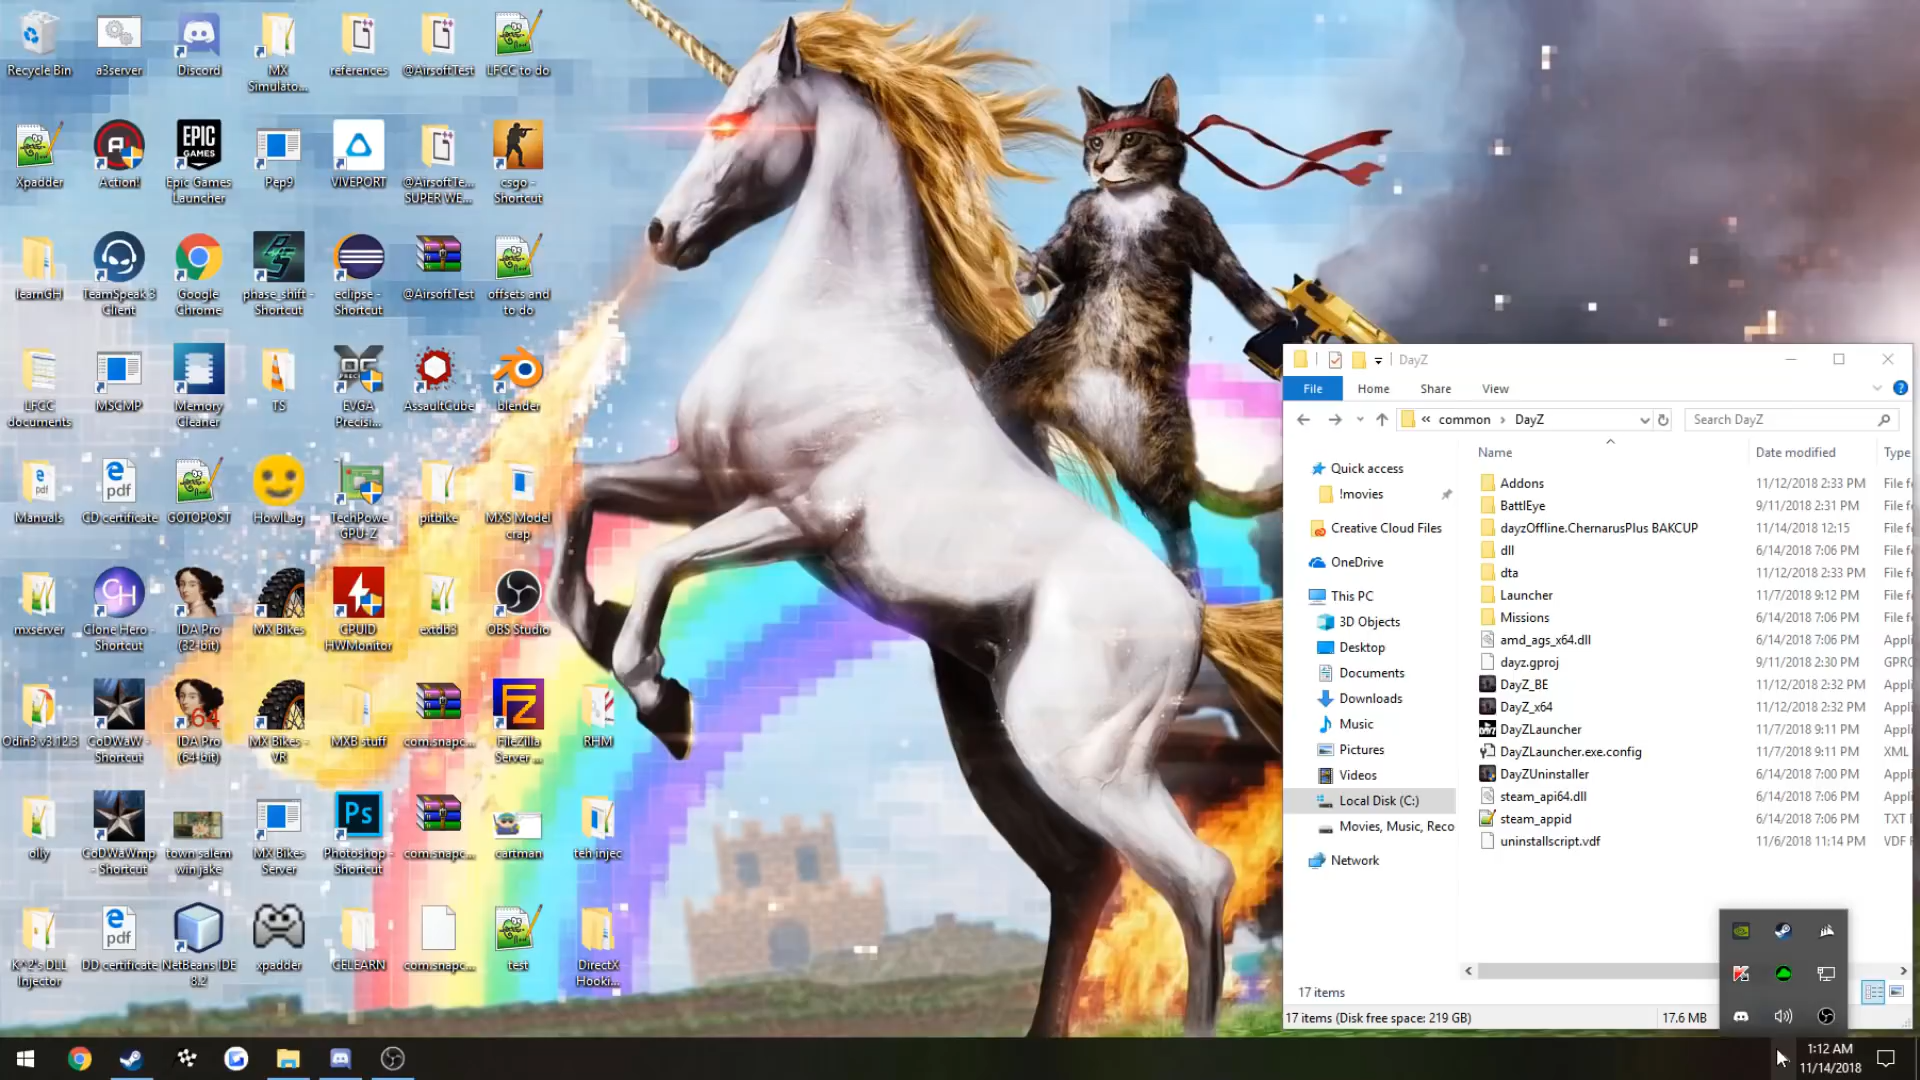 Recycle Bin
a3server
Discord
MX
Simulato...
references
@AirsoftTest
LFCC to do
Xpadder
Action!
EPIC
GAMES
Epic Games
Launcher
Pep9
VIVEPORT
@AirsoftTe...
SUPER WE...
csgo -
Shortcut
learnGH
TeamSpeak 3
Client
Google
Chrome
phase_shift -
Shortcut
eclipse -
Shortcut
@AirsoftTest
offsets and
to do
LFCC
documents
MSCMP
Memory
Cleaner
TS
EVGA
Precisi...
AssaultCube
blender
Manuals
pdf
CD certificate
GOTOPOST
HowILag
TechPowe...
GPU-Z
pitbike
MXS Model
crap
mxserver
CH
Clone Hero -
Shortcut
IDA Pro
(32-bit)
MX Bikes
CPUID
HWMonitor
extdb3
OBS Studio
Odin3 v3.12.3
CoDWaW -
Shortcut
64
IDA Pro
(64-bit)
MX Bikes -
VR
MXB stuff
com.snapc...
FZ
FileZilla
Server ...
RHM
olly
CoDWaWmp
- Shortcut
town salem
win jake
MX Bikes
Server
Ps
Photoshop -
Shortcut
com.snapc...
cartman
teh injec
K^2's DLL
Injector
pdf
DD certificate
NetBeans IDE
8.2
xpadder
CELEARN
com.snapc...
test
DirectX
Hooki...
DayZ
File Home Share View
« common › DayZ
Search DayZ
Quick access
!movies
Creative Cloud Files
OneDrive
This PC
3D Objects
Desktop
Documents
Downloads
Music
Pictures
Videos
Local Disk (C:)
Movies, Music, Reco
Network
Name Date modified Type
Addons 11/12/2018 2:33 PM File f
BattlEye 9/11/2018 2:31 PM File f
dayzOffline.ChernarusPlus BAKCUP 11/14/2018 12:15 File f
dll 6/14/2018 7:06 PM File f
dta 11/12/2018 2:33 PM File f
Launcher 11/7/2018 9:12 PM File f
Missions 6/14/2018 7:06 PM File f
amd_ags_x64.dll 6/14/2018 7:06 PM Appli
dayz.gproj 9/11/2018 2:30 PM GPRO
DayZ_BE 11/12/2018 2:32 PM Appli
DayZ_x64 11/12/2018 2:32 PM Appli
DayZLauncher 11/7/2018 9:11 PM Appli
DayZLauncher.exe.config 11/7/2018 9:11 PM XML
DayZUninstaller 6/14/2018 7:00 PM Appli
steam_api64.dll 6/14/2018 7:06 PM Appli
steam_appid 6/14/2018 7:06 PM TXT
uninstallscript.vdf 11/6/2018 11:14 PM VDF
17 items
17 items (Disk free space: 219 GB)
17.6 MB
1:12 AM
11/14/2018